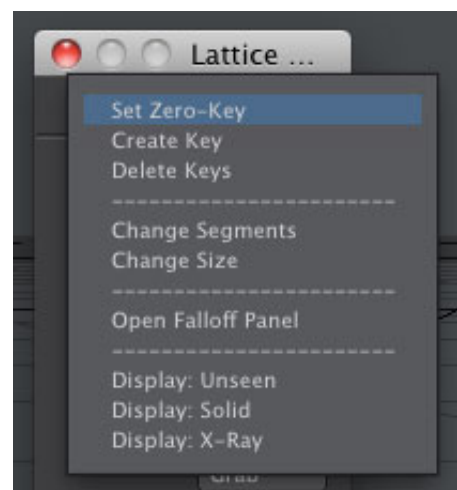 Lattice ...
Set Zero-Key
Create Key
Delete Keys
------------------------
Change Segments
Change Size
------------------------
Open Falloff Panel
------------------------
Display: Unseen
Display: Solid
Display: X-Ray
Grab